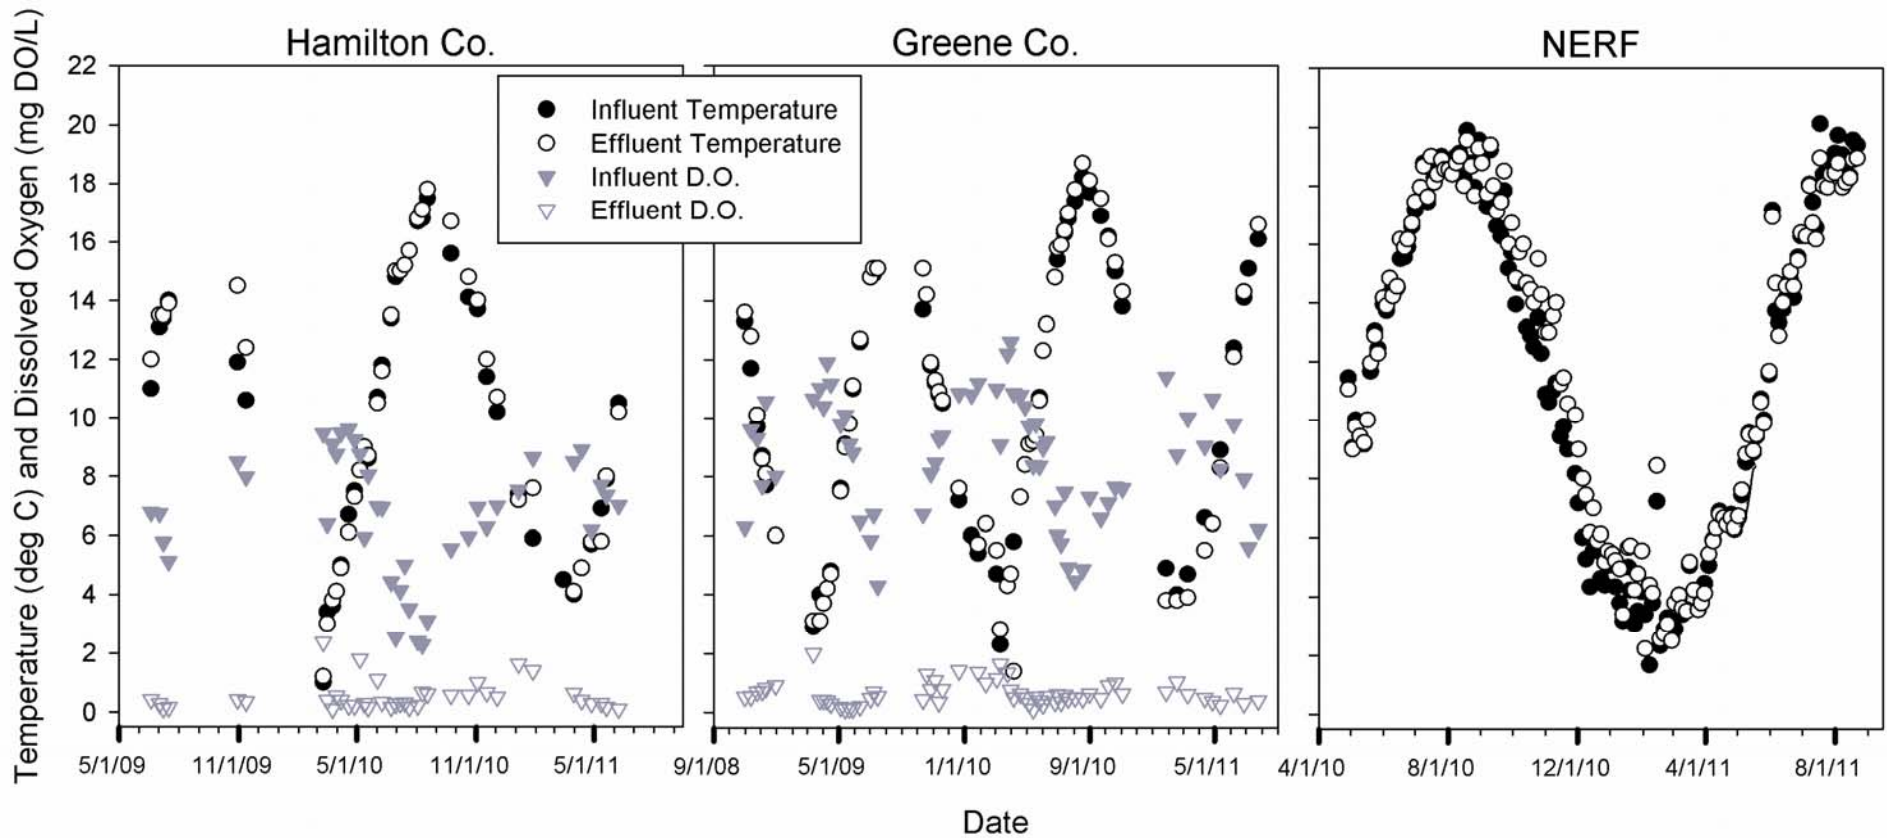 Hamilton Co.
Greene Co.
NERF
Temperature (deg C) and Dissolved Oxygen (mg DO/L)
22
20
18
16
14
12
10
8
6
4
2
0
Influent Temperature
Effluent Temperature
Influent D.O.
Effluent D.O.
5/1/09 11/1/09 5/1/10 11/1/10 5/1/11
9/1/08 5/1/09 1/1/10 9/1/10 5/1/11
4/1/10 8/1/10 12/1/10 4/1/11 8/1/11
Date